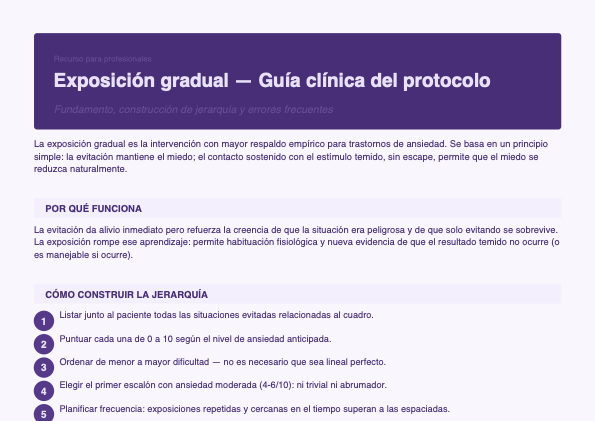 Recurso para profesionales
Exposición gradual — Guía clínica del protocolo
Fundamento, construcción de jerarquía y errores frecuentes
La exposición gradual es la intervención con mayor respaldo empírico para trastornos de ansiedad. Se basa en un principio
simple: la evitación mantiene el miedo; el contacto sostenido con el estímulo temido, sin escape, permite que el miedo se
reduzca naturalmente.
POR QUÉ FUNCIONA
La evitación da alivio inmediato pero refuerza la creencia de que la situación era peligrosa y de que solo evitando se sobrevive.
La exposición rompe ese aprendizaje: permite habituación fisiológica y nueva evidencia de que el resultado temido no ocurre (o
es manejable si ocurre).
CÓMO CONSTRUIR LA JERARQUÍA
1 Listar junto al paciente todas las situaciones evitadas relacionadas al cuadro.
2 Puntuar cada una de 0 a 10 según el nivel de ansiedad anticipada.
3 Ordenar de menor a mayor dificultad — no es necesario que sea lineal perfecto.
4 Elegir el primer escalón con ansiedad moderada (4-6/10): ni trivial ni abrumador.
5 Planificar frecuencia: exposiciones repetidas y cercanas en el tiempo superan a las espaciadas.